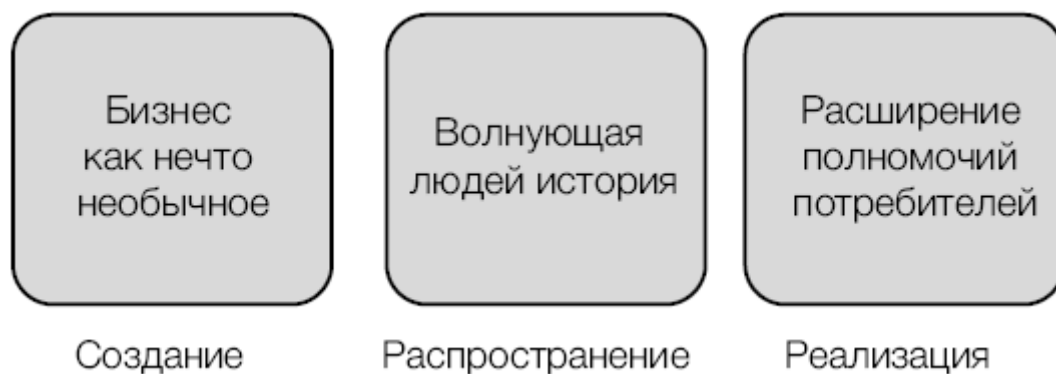 Бизнес
как нечто
необычное
Волнующая
людей история
Расширение
полномочий
потребителей
Создание
Распространение
Реализация